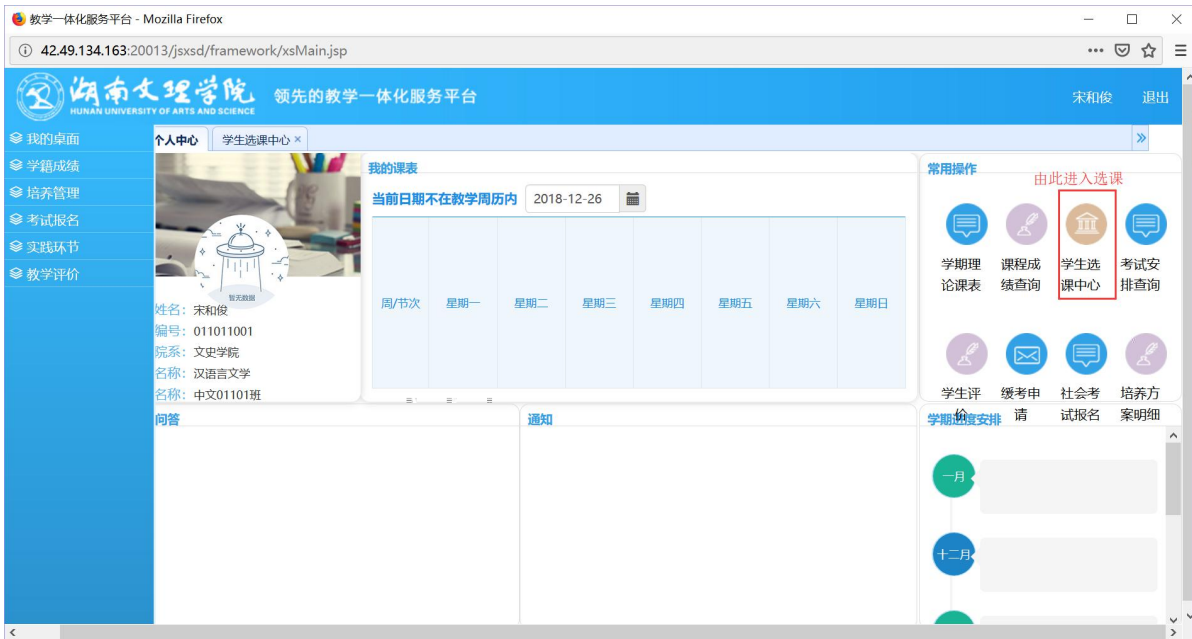 教学一体化服务平台 - Mozilla Firefox
42.49.134.163:20013/jsxsd/framework/xsMain.jsp
湖南文理学院
HUNAN UNIVERSITY OF ARTS AND SCIENCE
领先的教学一体化服务平台
宋和俊 退出
我的桌面
学籍成绩
培养管理
考试报名
实践环节
教学评价
个人中心 学生选课中心 ×
暂无数据
姓名：宋和俊
编号：011011001
院系：文史学院
名称：汉语言文学
名称：中文01101班
我的课表
当前日期不在教学周历内 2018-12-26
周/节次 星期一 星期二 星期三 星期四 星期五 星期六 星期日
常用操作
由此进入选课
学期理论课表
课程成绩查询
学生选课中心
考试安排查询
学生评价
缓考申请
社会考试报名
培养方案明细
问答
通知
学期进度安排
一月
十二月